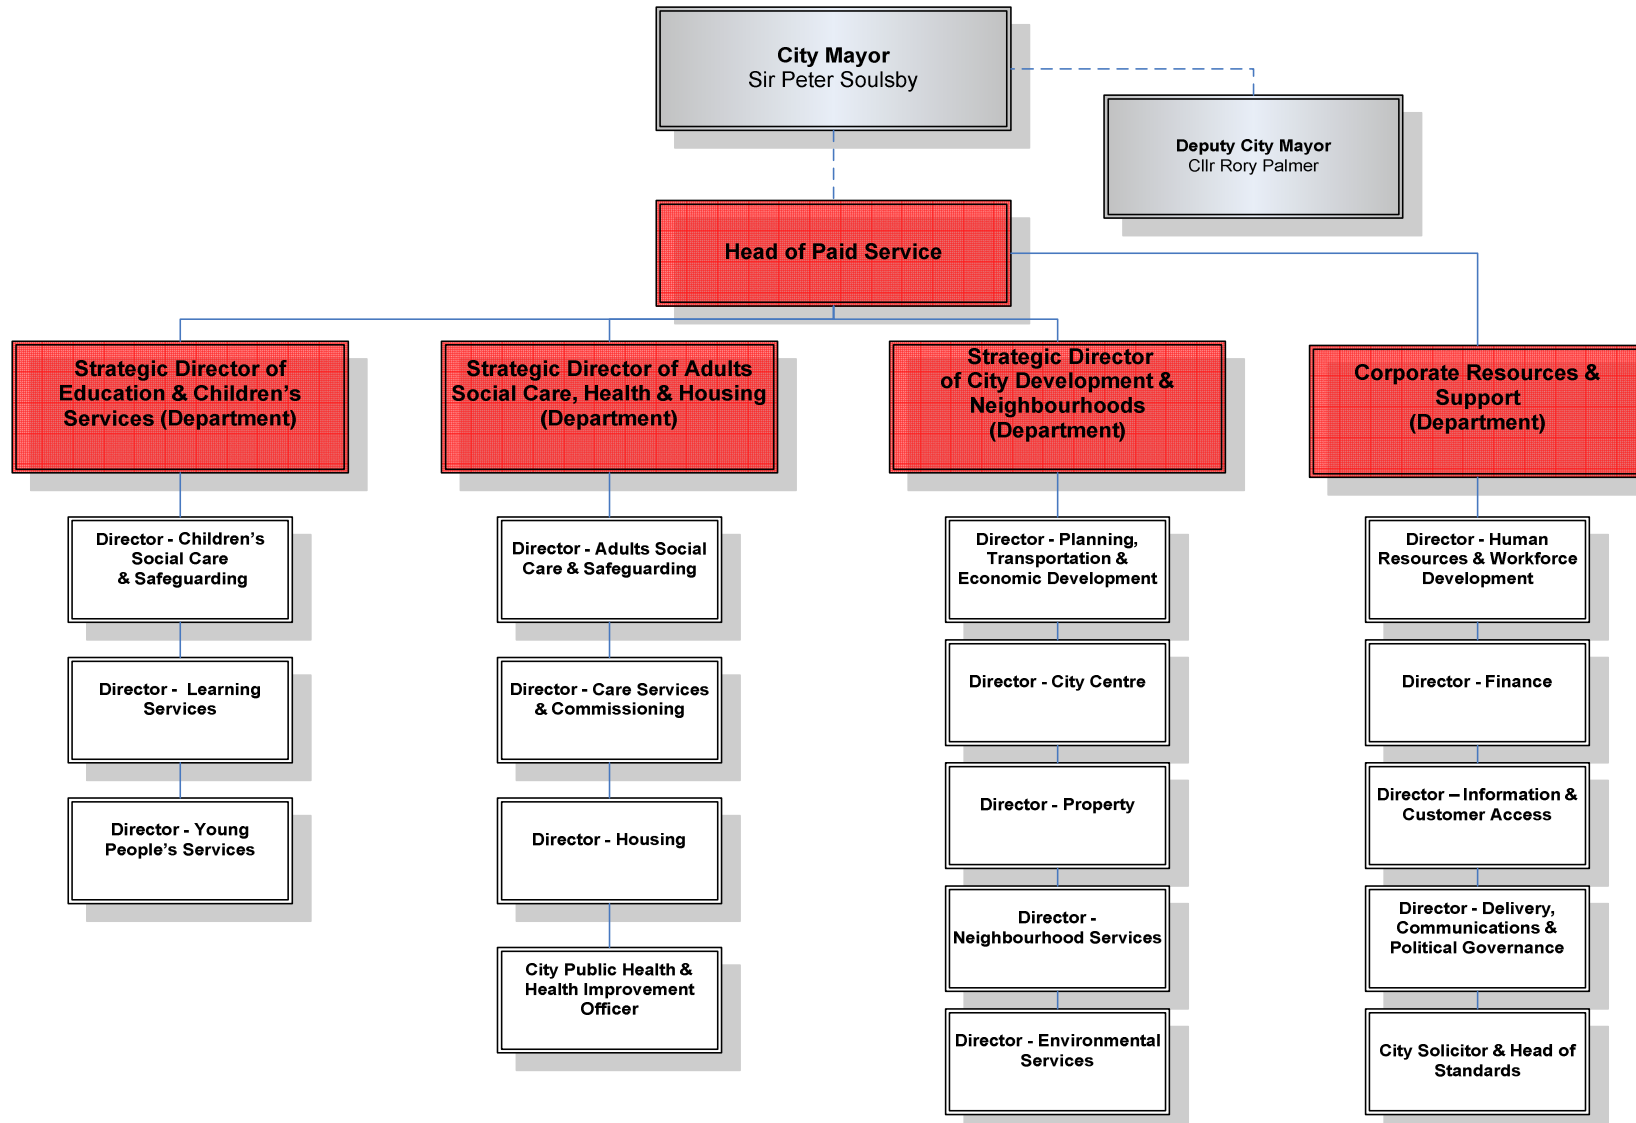 City Mayor
Sir Peter Soulsby
Deputy City Mayor
Cllr Rory Palmer
Head of Paid Service
Strategic Director of
Education & Children’s
Services (Department)
Strategic Director of Adults
Social Care, Health & Housing
(Department)
Strategic Director
of City Development &
Neighbourhoods
(Department)
Corporate Resources &
Support
(Department)
Director - Children’s
Social Care
& Safeguarding
Director - Learning
Services
Director - Young
People’s Services
Director - Adults Social
Care & Safeguarding
Director - Care Services
& Commissioning
Director - Housing
City Public Health &
Health Improvement
Officer
Director - Planning,
Transportation &
Economic Development
Director - City Centre
Director - Property
Director -
Neighbourhood Services
Director - Environmental
Services
Director - Human
Resources & Workforce
Development
Director - Finance
Director – Information &
Customer Access
Director - Delivery,
Communications &
Political Governance
City Solicitor & Head of
Standards